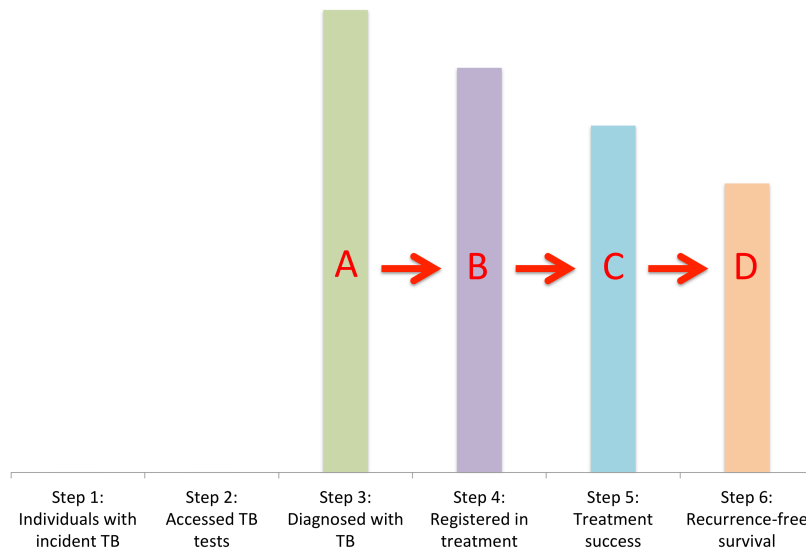 A
B
C
D
Step 1:
Individuals with
incident TB
Step 2:
Accessed TB
tests
Step 3:
Diagnosed with
TB
Step 4:
Registered in
treatment
Step 5:
Treatment
success
Step 6:
Recurrence-free
survival